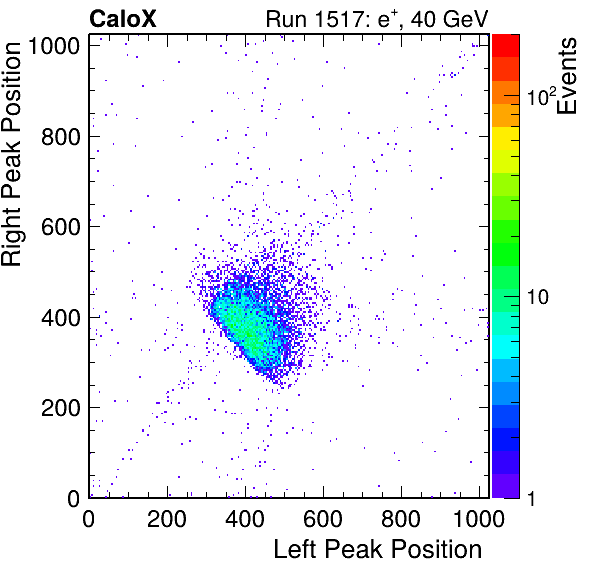 CaloX
Run 1517: e⁺, 40 GeV
Right Peak Position
1000
800
600
400
200
0
0 200 400 600 800 1000
Left Peak Position
Events
10²
10
1